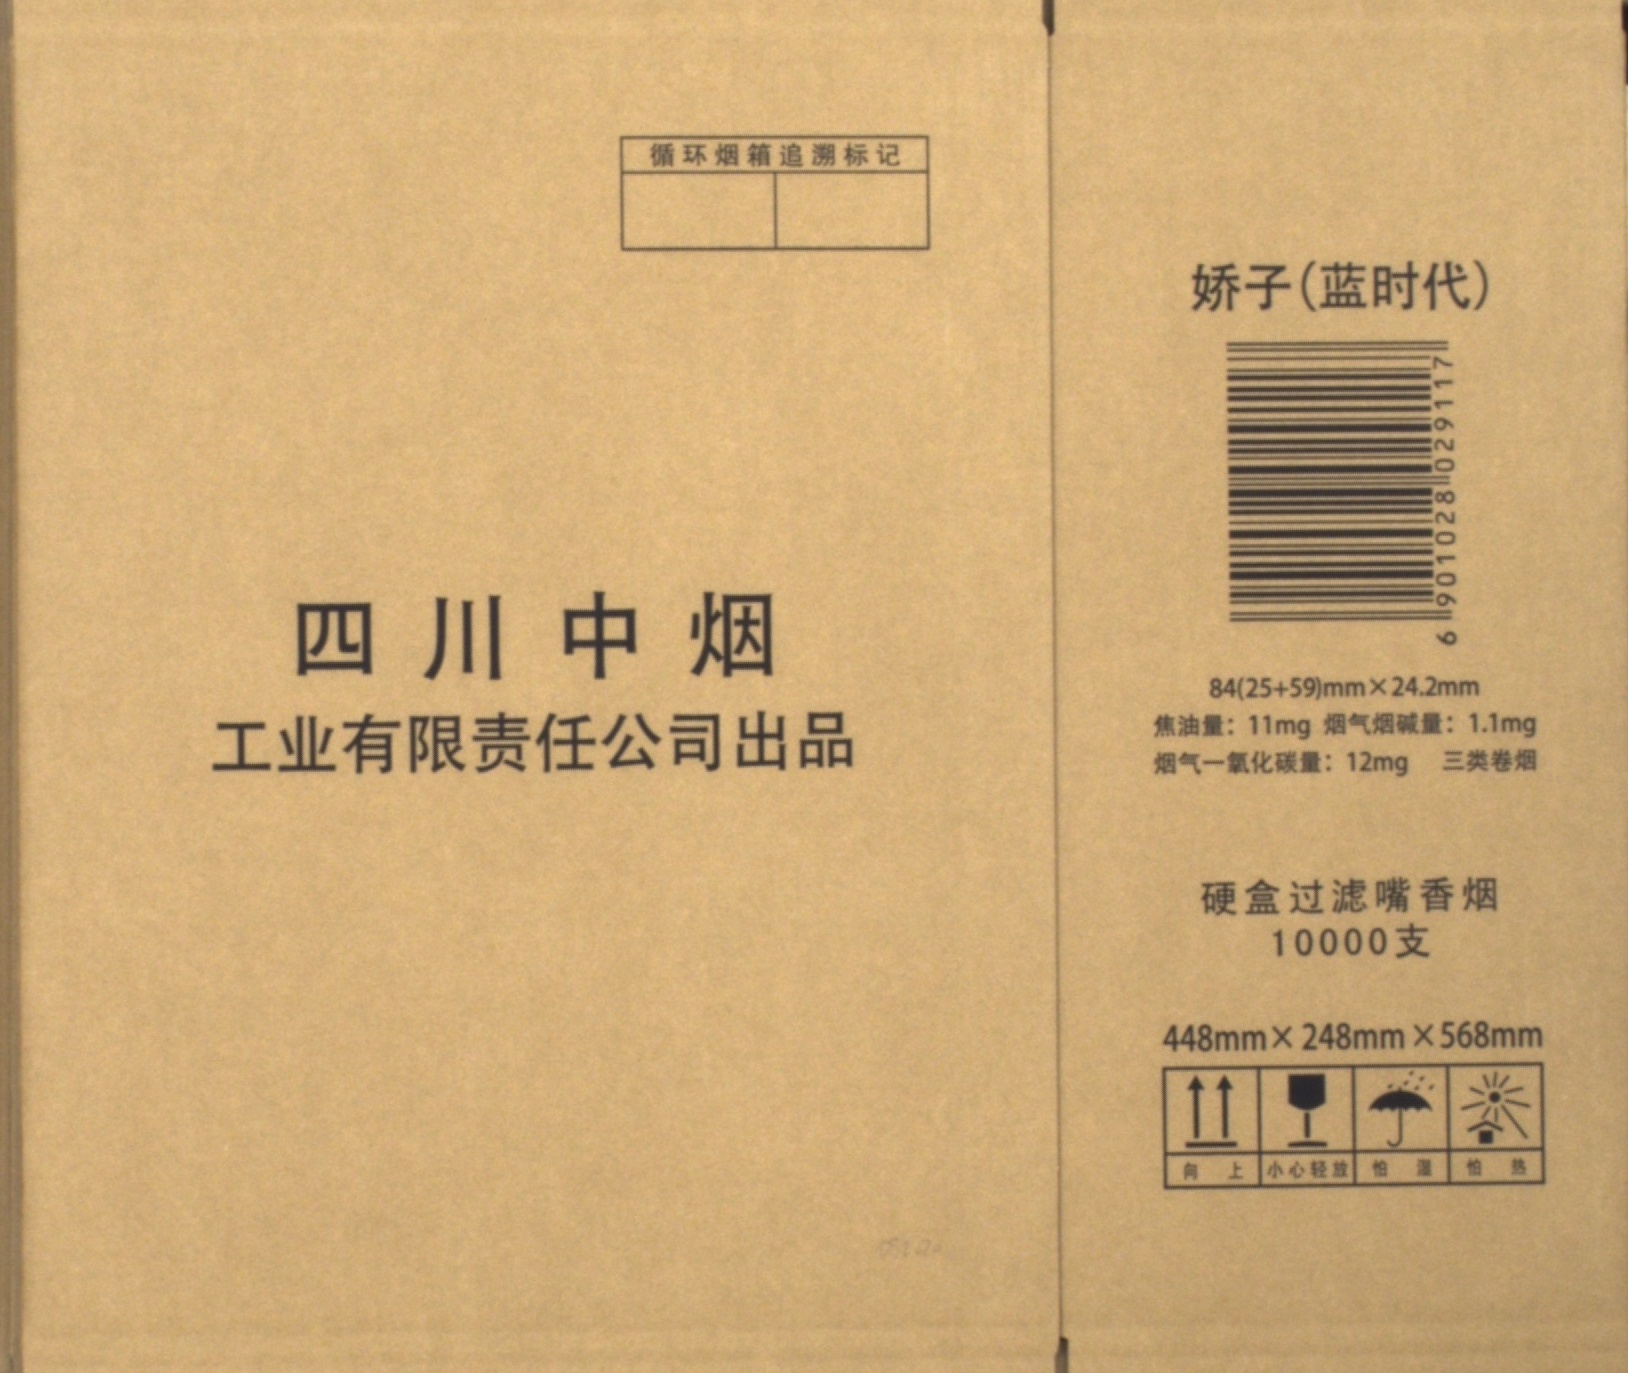 循环烟箱追溯标记
四川中烟
工业有限责任公司出品
娇子(蓝时代)
6 901028 029117
84(25+59)mm×24.2mm
焦油量：11mg 烟气烟碱量：1.1mg
烟气一氧化碳量：12mg 三类卷烟
硬盒过滤嘴香烟
10000支
448mm×248mm×568mm
向上 小心轻放 怕湿 怕热